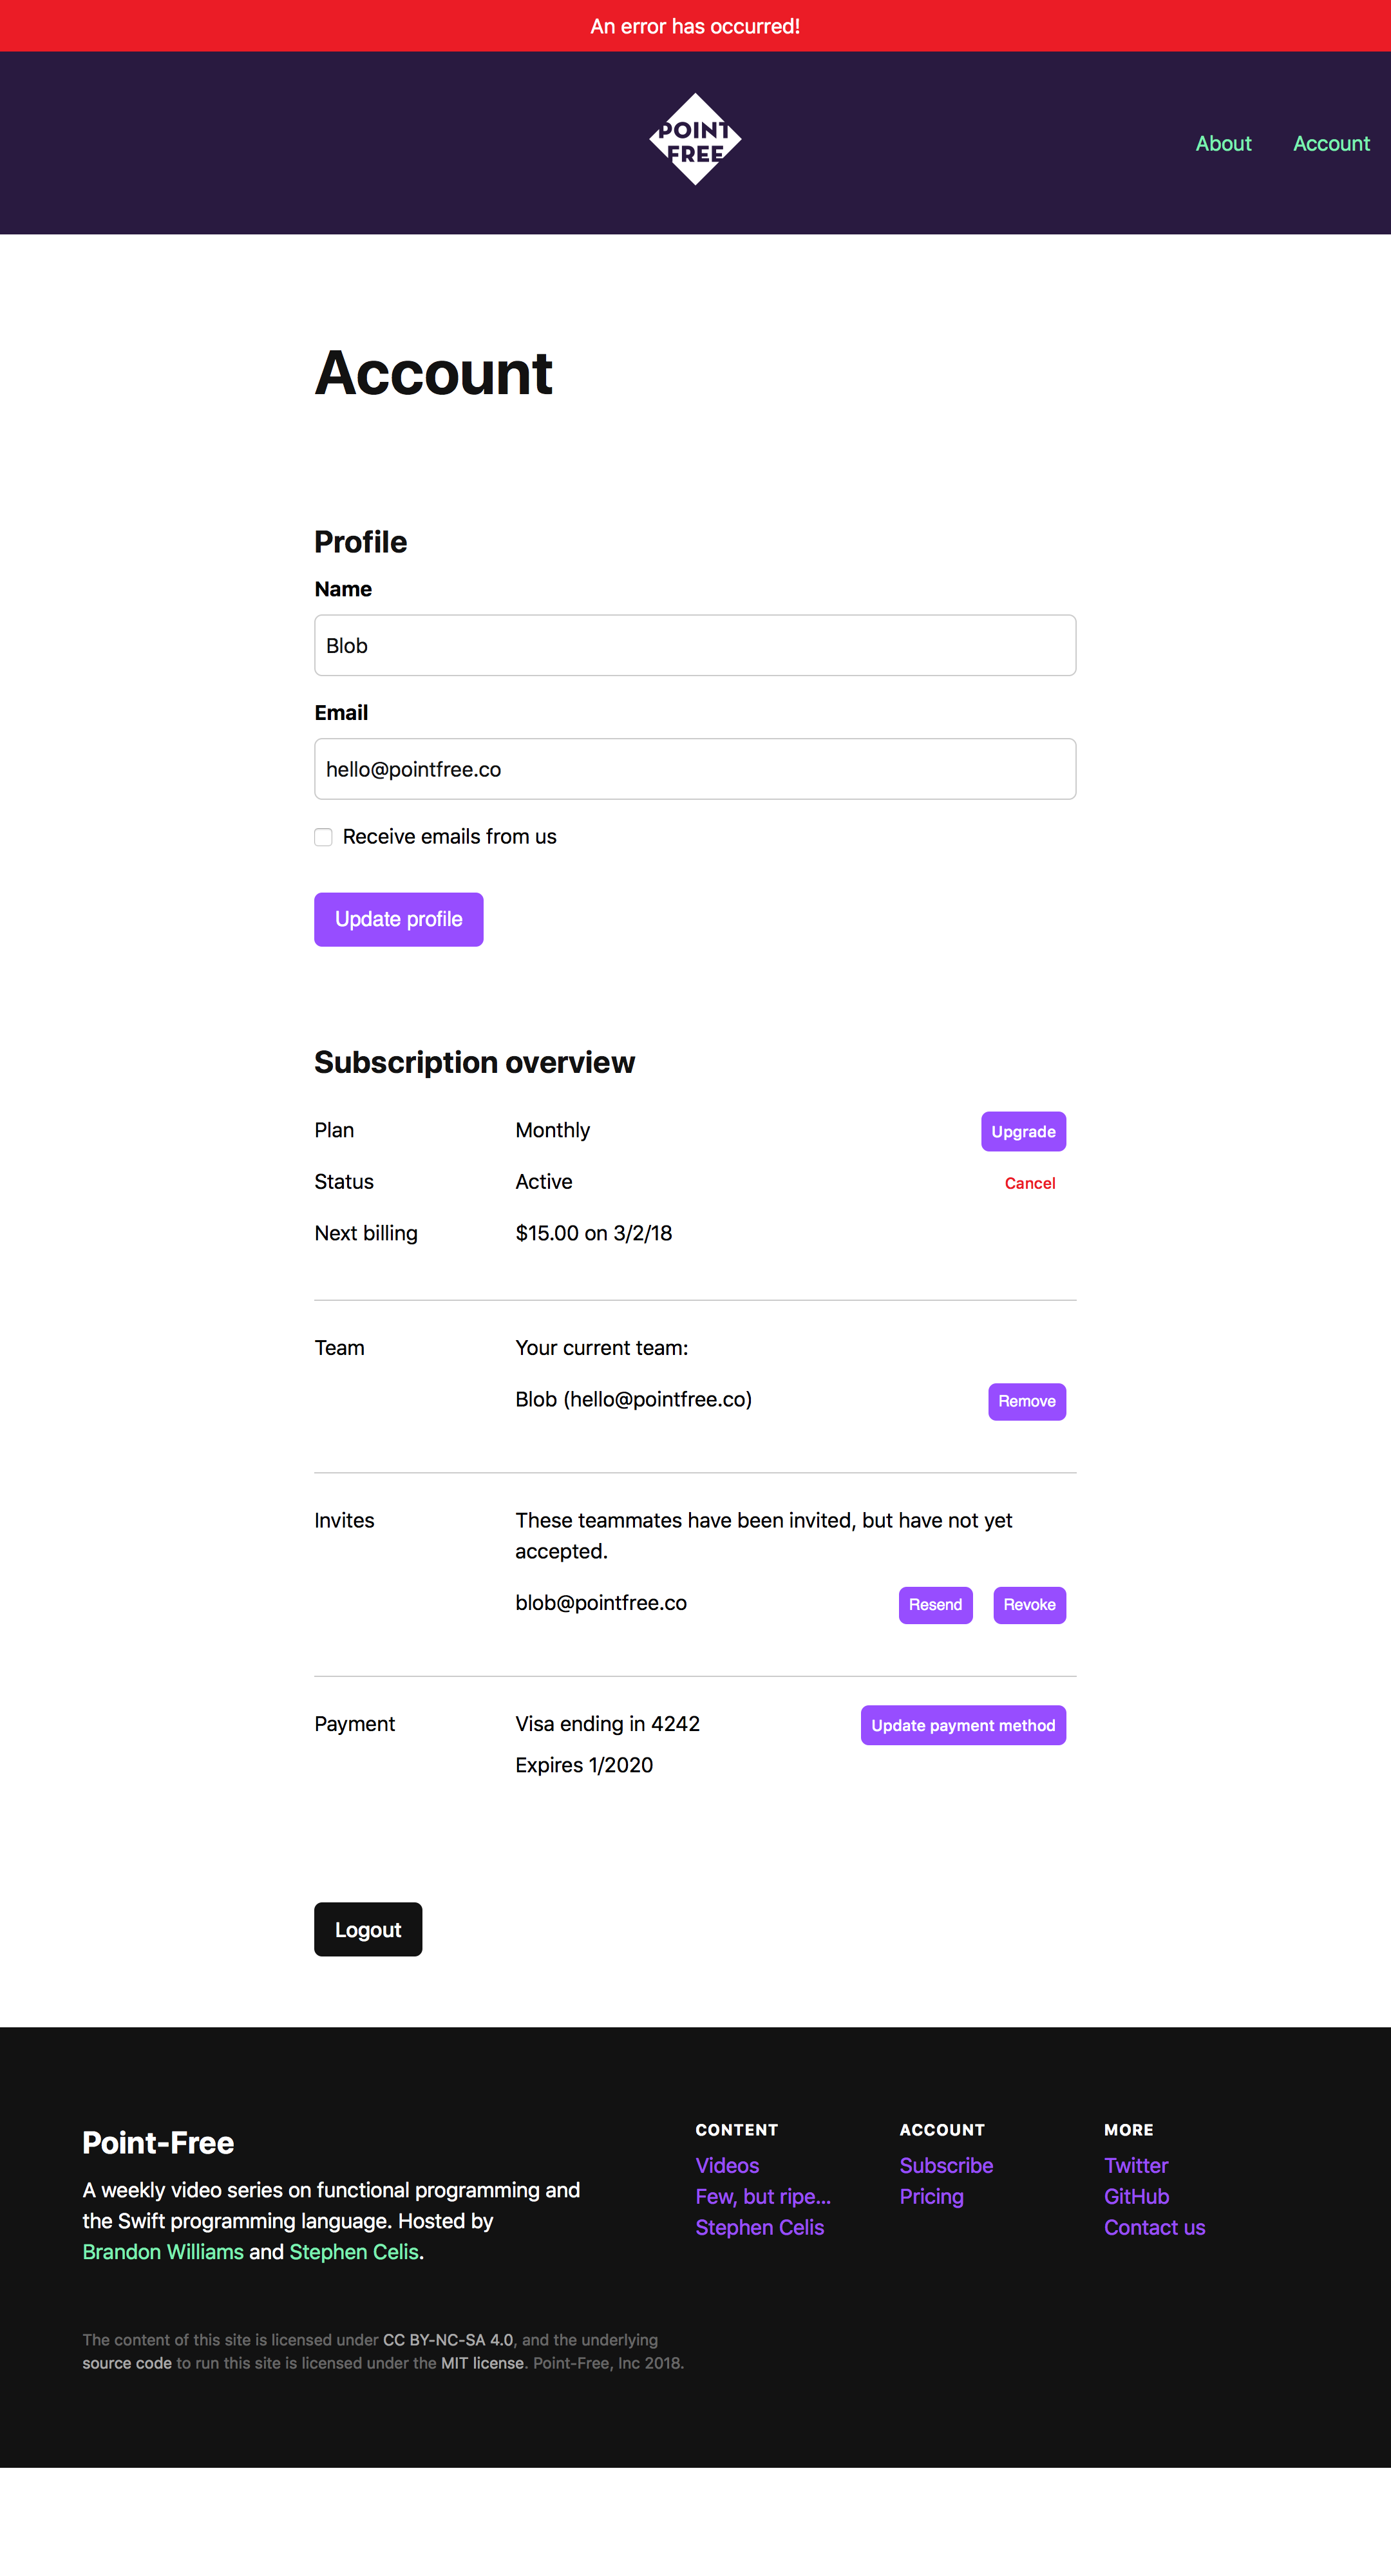 An error has occurred!
POINT
FREE
About Account
Account
Profile
Name
Blob
Email
hello@pointfree.co
Receive emails from us
Update profile
Subscription overview
Plan Monthly Upgrade
Status Active Cancel
Next billing $15.00 on 3/2/18
Team Your current team:
Blob (hello@pointfree.co) Remove
Invites These teammates have been invited, but have not yet
accepted.
blob@pointfree.co Resend Revoke
Payment Visa ending in 4242 Update payment method
Expires 1/2020
Logout
Point-Free
A weekly video series on functional programming and
the Swift programming language. Hosted by
Brandon Williams and Stephen Celis.
CONTENT
Videos
Few, but ripe...
Stephen Celis
ACCOUNT
Subscribe
Pricing
MORE
Twitter
GitHub
Contact us
The content of this site is licensed under CC BY-NC-SA 4.0, and the underlying
source code to run this site is licensed under the MIT license. Point-Free, Inc 2018.